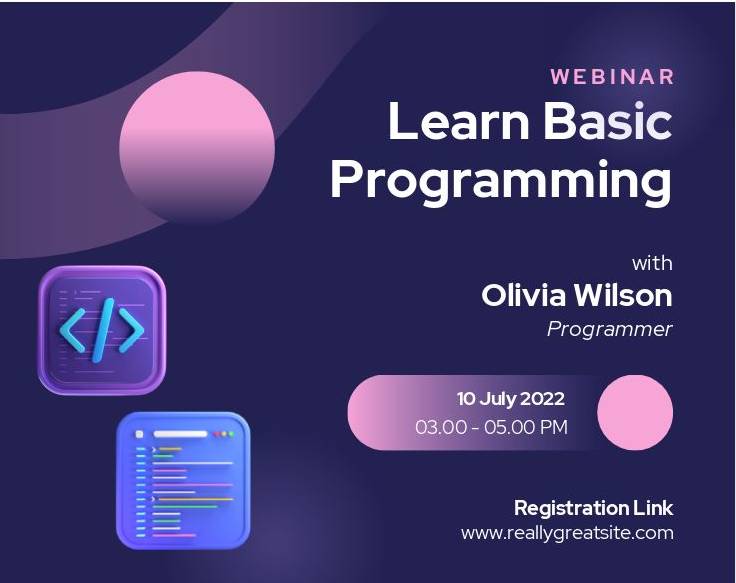 WEBINAR
Learn Basic
Programming
with
Olivia Wilson
Programmer
10 July 2022
03.00 - 05.00 PM
Registration Link
www.reallygreatsite.com
</>